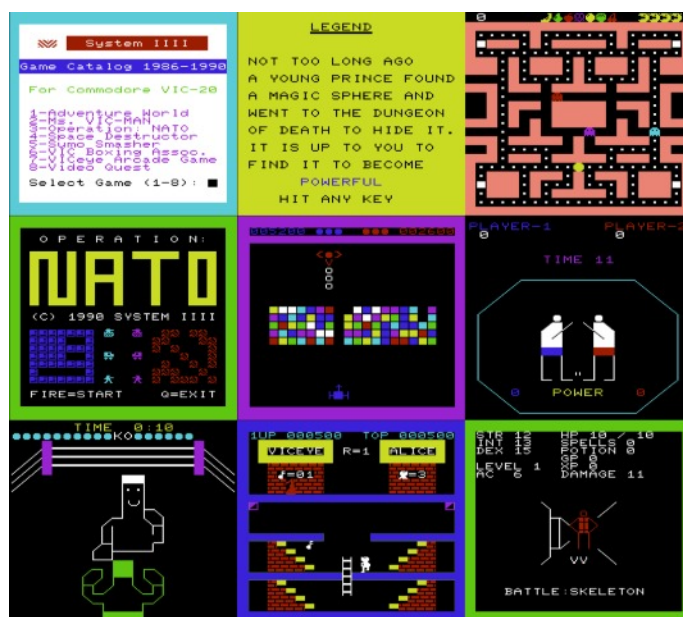 System IIII
Game Catalog 1986-1990
For Commodore VIC-20
1-Adventure World
2-Ms. VIC-MAN
3-Operation: NATO
4-Space Destructor
5-Sumo Smasher
6-VIC Boxing Assoc.
7-VICeye Arcade Game
8-Video Quest
Select Game (1-8):
LEGEND
NOT TOO LONG AGO
A YOUNG PRINCE FOUND
A MAGIC SPHERE AND
WENT TO THE DUNGEON
OF DEATH TO HIDE IT.
IT IS UP TO YOU TO
FIND IT TO BECOME
POWERFUL
HIT ANY KEY
0
OPERATION:
NATO
(C) 1990 SYSTEM IIII
FIRE=START Q=EXIT
005200 002600
PLAYER-1 PLAYER-2
0 0
TIME 11
0 POWER 0
TIME 0:10
KO
1UP 000500 TOP 000500
VICEYE R=1 ALICE
=01 =3
STR 12 HP 10 / 10
INT 13 SPELLS 0
DEX 15 POTION 0
GP 0
LEVEL 1 XP 0
AC 6 DAMAGE 11
BATTLE:SKELETON